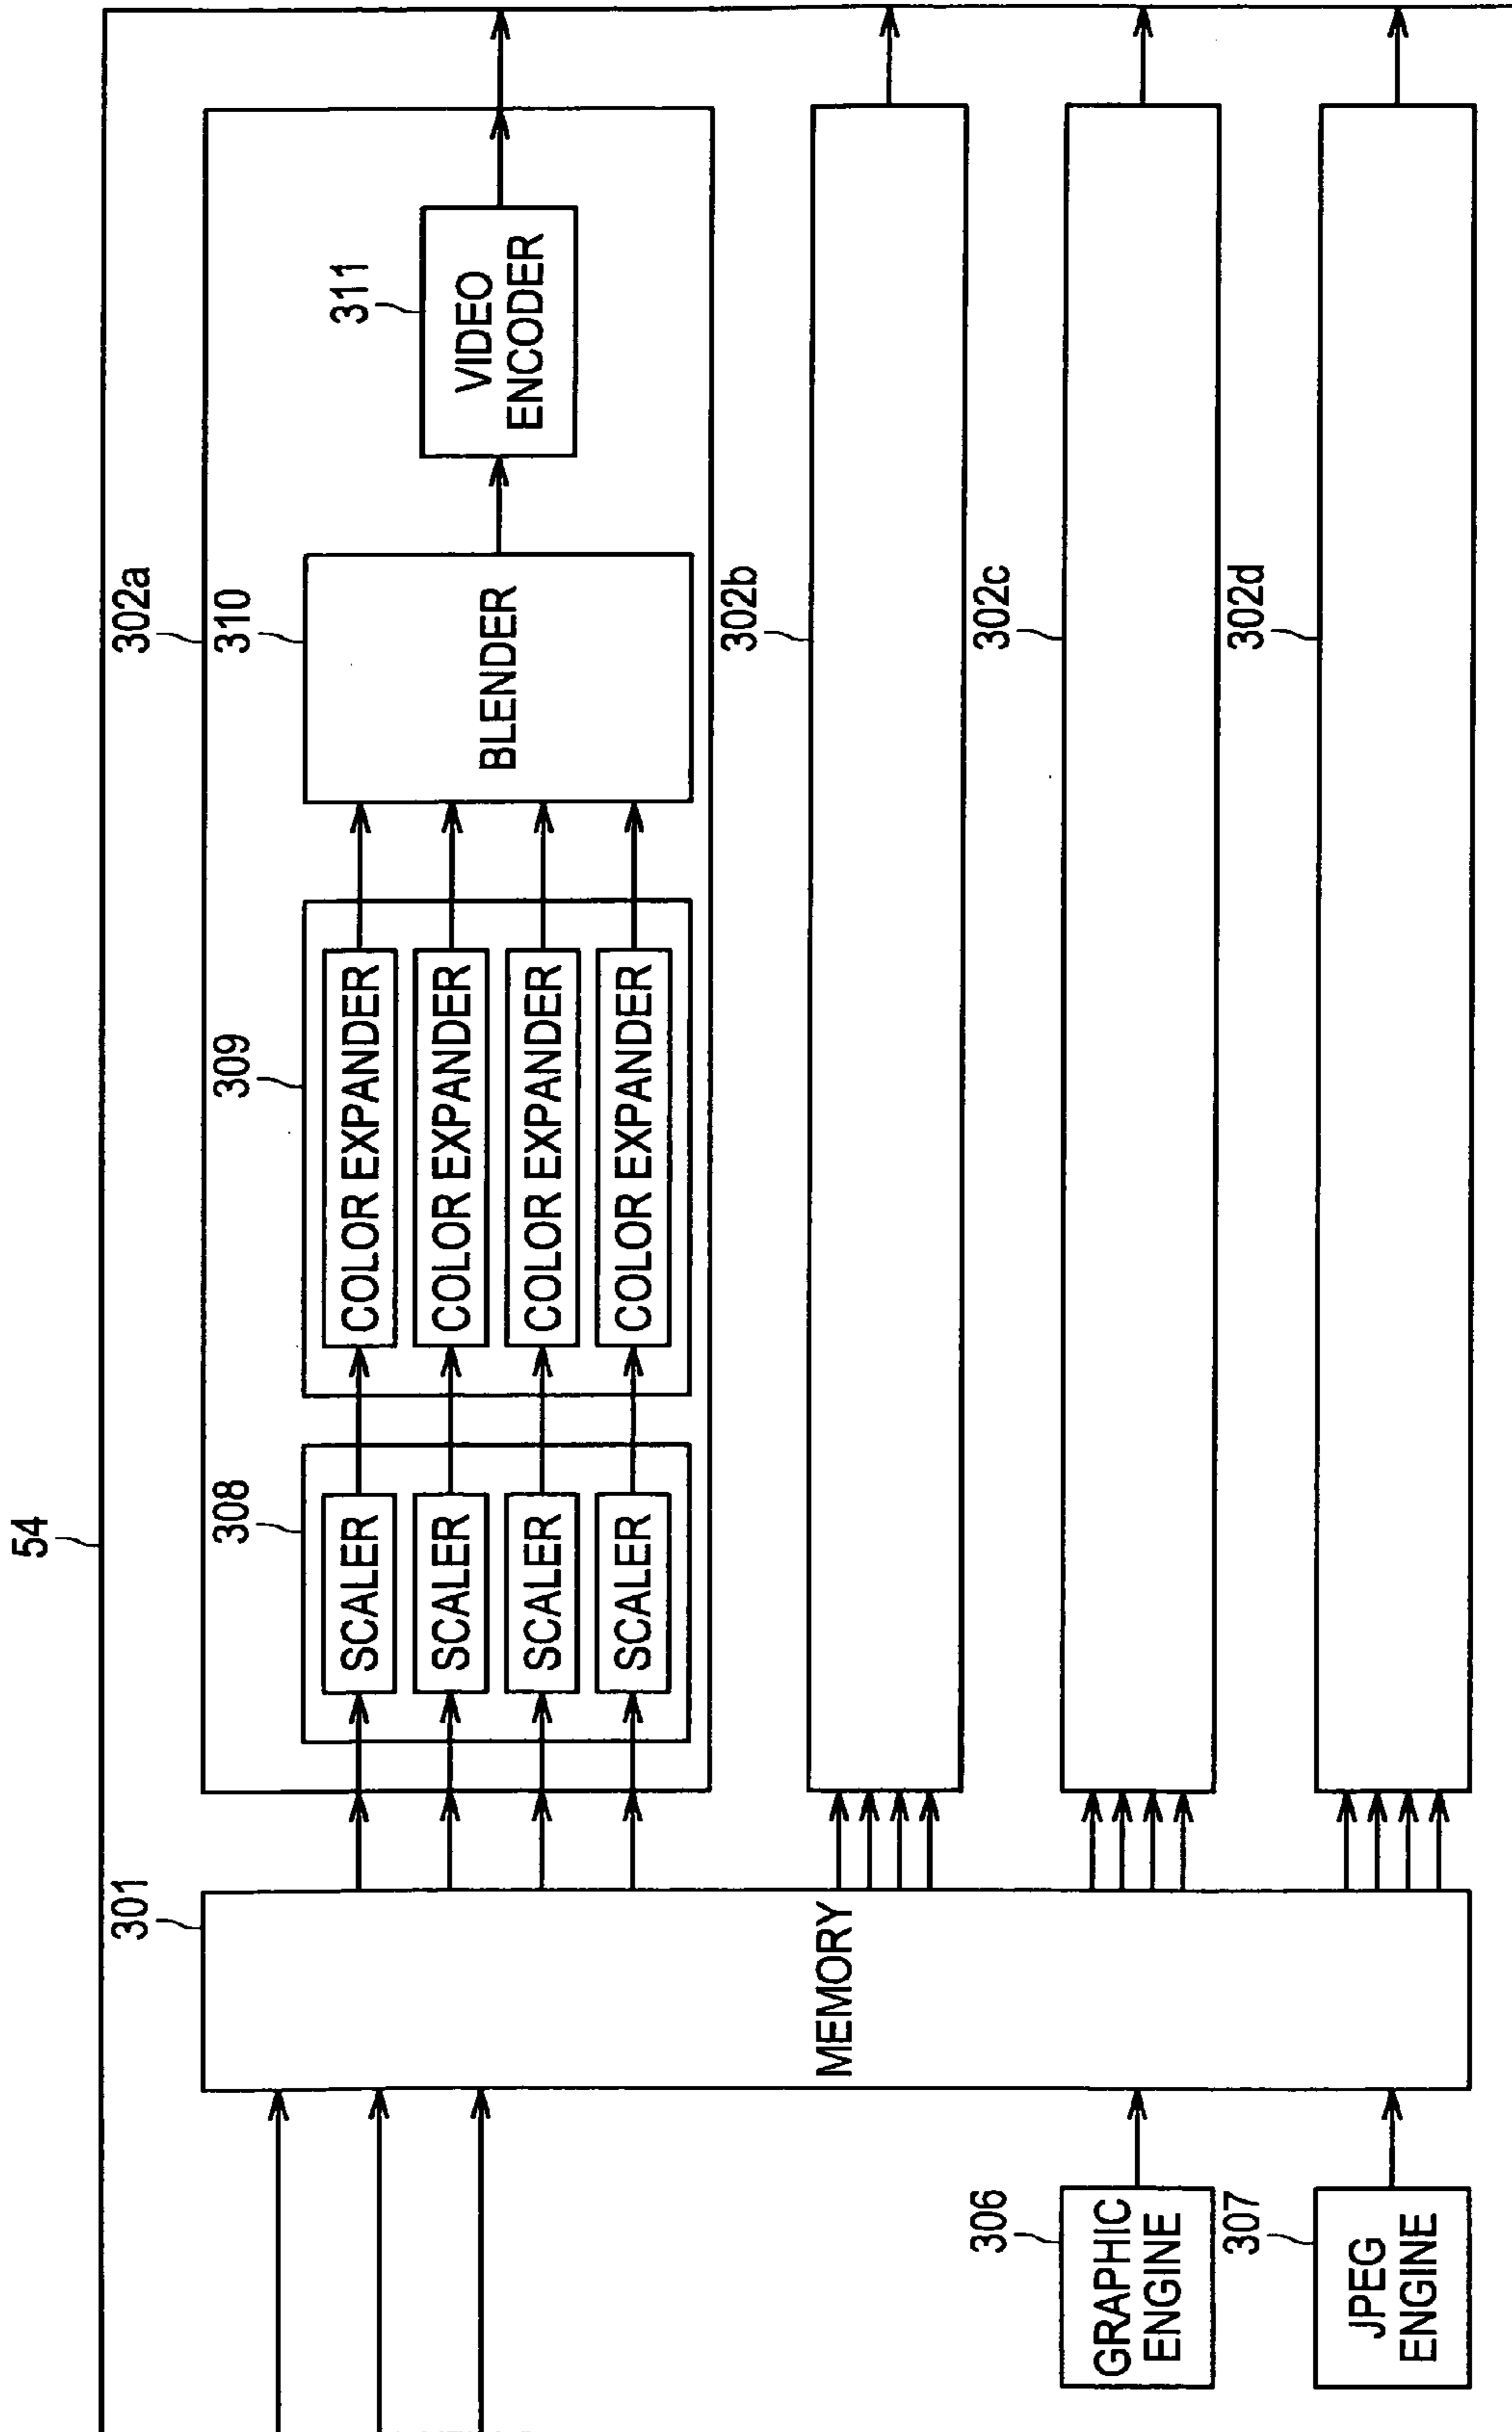 54
301
MEMORY
306
GRAPHIC
ENGINE
307
JPEG
ENGINE
302a
308
SCALER
SCALER
SCALER
SCALER
309
COLOR EXPANDER
COLOR EXPANDER
COLOR EXPANDER
COLOR EXPANDER
310
BLENDER
311
VIDEO
ENCODER
302b
302c
302d